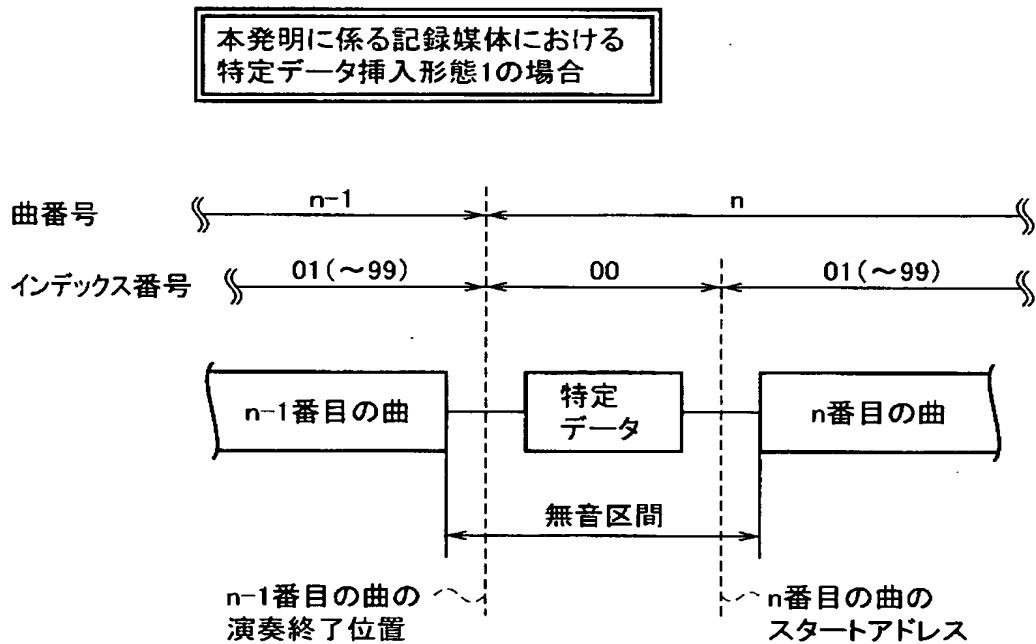 本発明に係る記録媒体における
特定データ挿入形態1の場合
曲番号
n-1
n
インデックス番号
01(～99)
00
01(～99)
n-1番目の曲
特定
データ
n番目の曲
無音区間
n-1番目の曲の
演奏終了位置
n番目の曲の
スタートアドレス